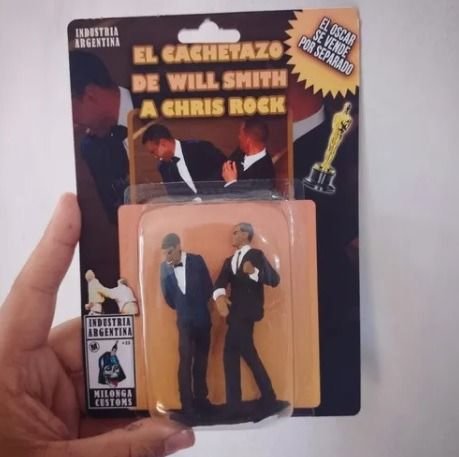 INDUSTRIA
ARGENTINA
EL CACHETAZO
DE WILL SMITH
A CHRIS ROCK
EL OSCAR
SE VENDE
POR SEPARADO
INDUSTRIA
ARGENTINA
MILONGA
CUSTOMS